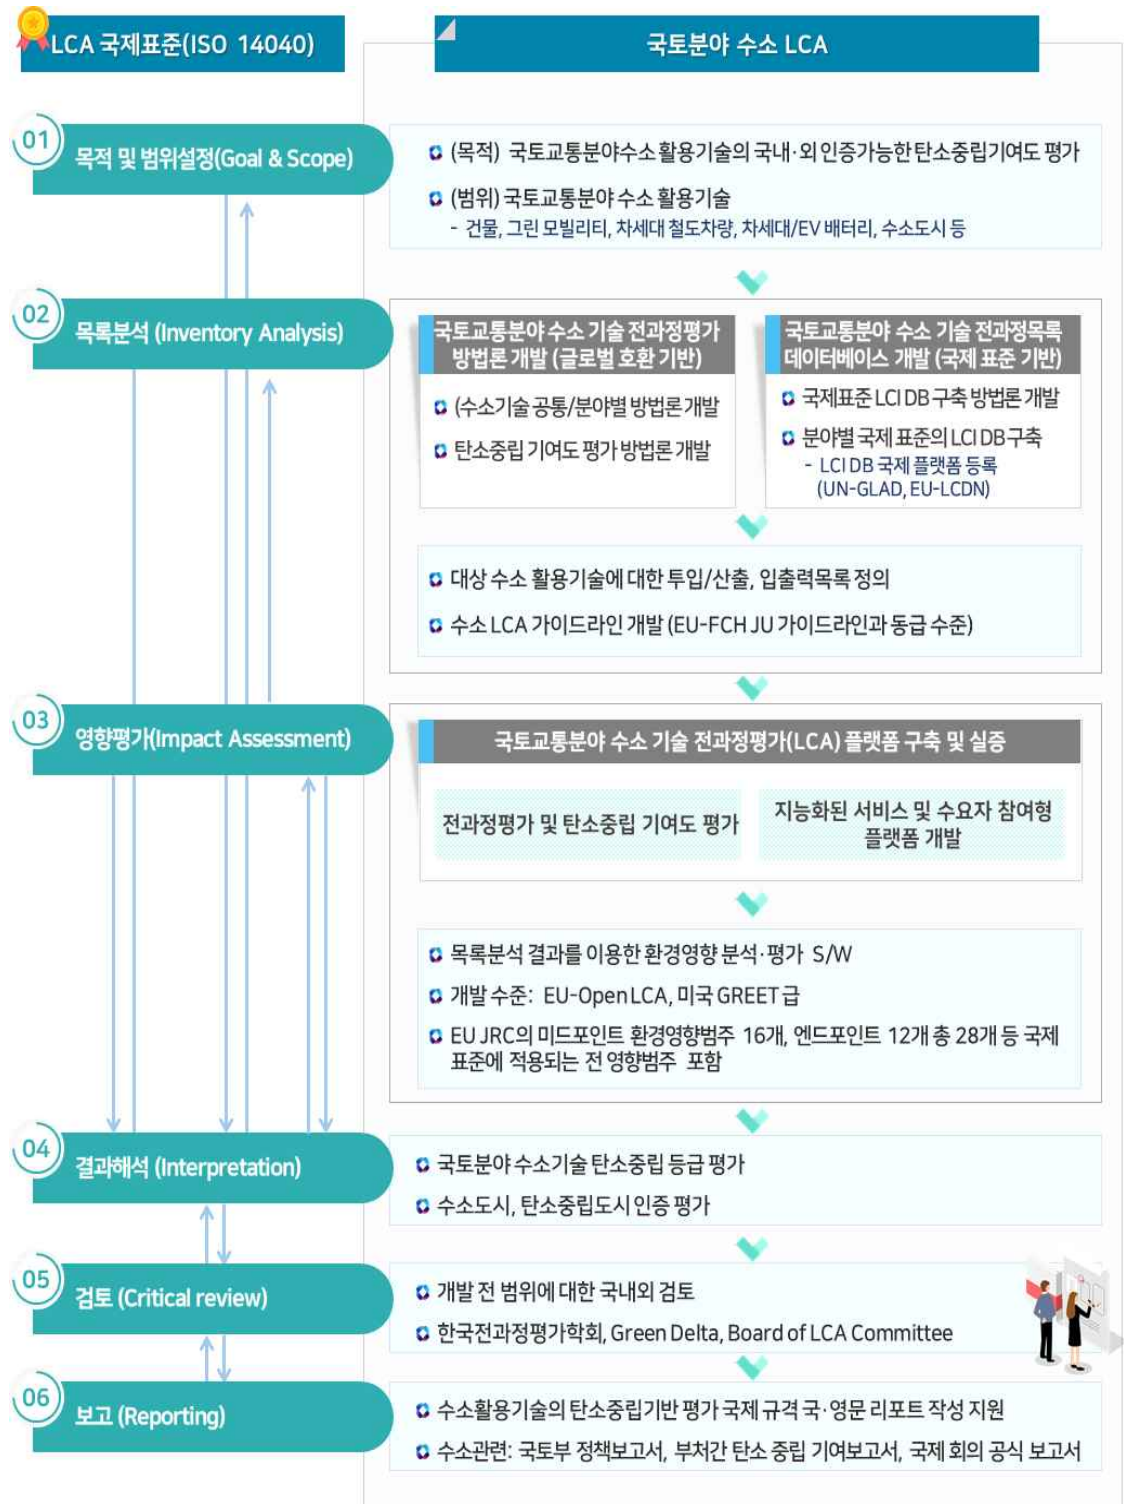 LCA 국제표준(ISO 14040)
국토분야 수소 LCA
01
목적 및 범위설정(Goal & Scope)
(목적) 국토교통분야수소 활용기술의 국내·외 인증가능한 탄소중립기여도 평가
(범위) 국토교통분야 수소 활용기술
- 건물, 그린 모빌리티, 차세대 철도차량, 차세대/EV 배터리, 수소도시 등
02
목록분석 (Inventory Analysis)
국토교통분야 수소 기술 전과정평가
방법론 개발 (글로벌 호환 기반)
(수소기술 공통/분야별 방법론 개발
탄소중립 기여도 평가 방법론 개발
국토교통분야 수소 기술 전과정목록
데이터베이스 개발 (국제 표준 기반)
국제표준 LCI DB 구축 방법론 개발
분야별 국제 표준의 LCI DB 구축
- LCI DB 국제 플랫폼 등록
(UN-GLAD, EU-LCDN)
대상 수소 활용기술에 대한 투입/산출, 입출력목록 정의
수소 LCA 가이드라인 개발 (EU-FCH JU 가이드라인과 동급 수준)
03
영향평가(Impact Assessment)
국토교통분야 수소 기술 전과정평가(LCA) 플랫폼 구축 및 실증
전과정평가 및 탄소중립 기여도 평가
지능화된 서비스 및 수요자 참여형
플랫폼 개발
목록분석 결과를 이용한 환경영향 분석·평가 S/W
개발 수준: EU-Open LCA, 미국 GREET 급
EU JRC의 미드포인트 환경영향범주 16개, 엔드포인트 12개 총 28개 등 국제
표준에 적용되는 전 영향범주 포함
04
결과해석 (Interpretation)
국토분야 수소기술 탄소중립 등급 평가
수소도시, 탄소중립도시 인증 평가
05
검토 (Critical review)
개발 전 범위에 대한 국내외 검토
한국전과정평가학회, Green Delta, Board of LCA Committee
06
보고 (Reporting)
수소활용기술의 탄소중립기반 평가 국제 규격 국·영문 리포트 작성 지원
수소관련: 국토부 정책보고서, 부처간 탄소 중립 기여보고서, 국제 회의 공식 보고서